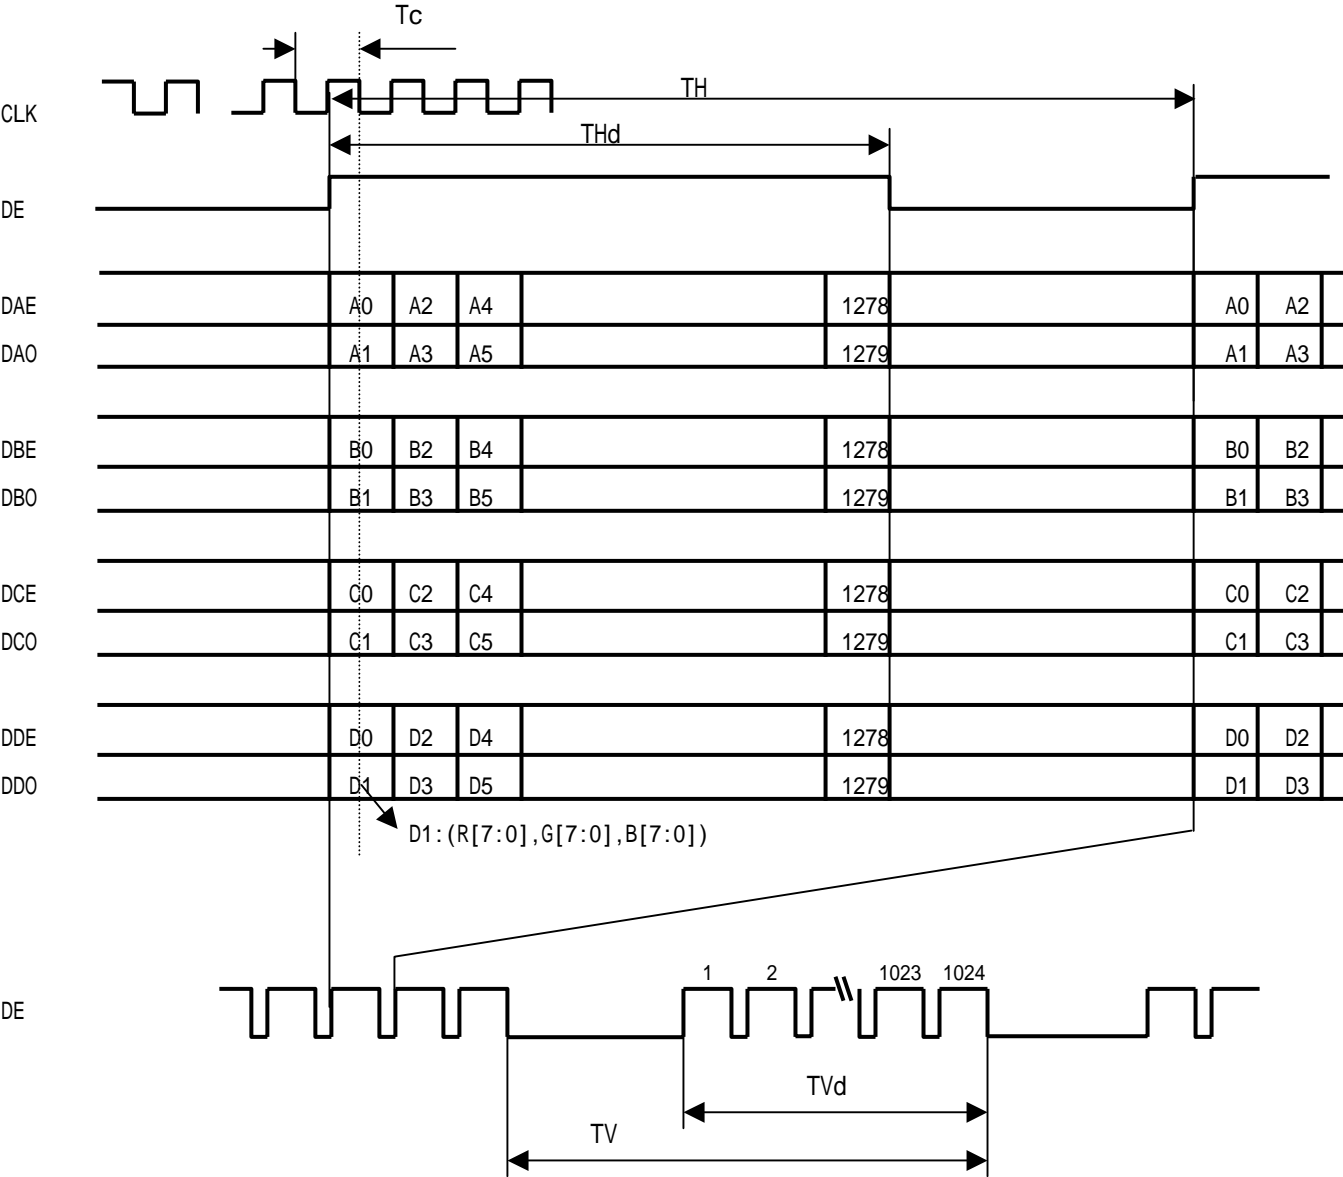 Tc
TH
CLK
THd
DE
DAE A0 A2 A4 1278 A0 A2
DAO A1 A3 A5 1279 A1 A3
DBE B0 B2 B4 1278 B0 B2
DBO B1 B3 B5 1279 B1 B3
DCE C0 C2 C4 1278 C0 C2
DCO C1 C3 C5 1279 C1 C3
DDE D0 D2 D4 1278 D0 D2
DDO D1 D3 D5 1279 D1 D3
D1:(R[7:0],G[7:0],B[7:0])
1 2 1023 1024
DE
TVd
TV